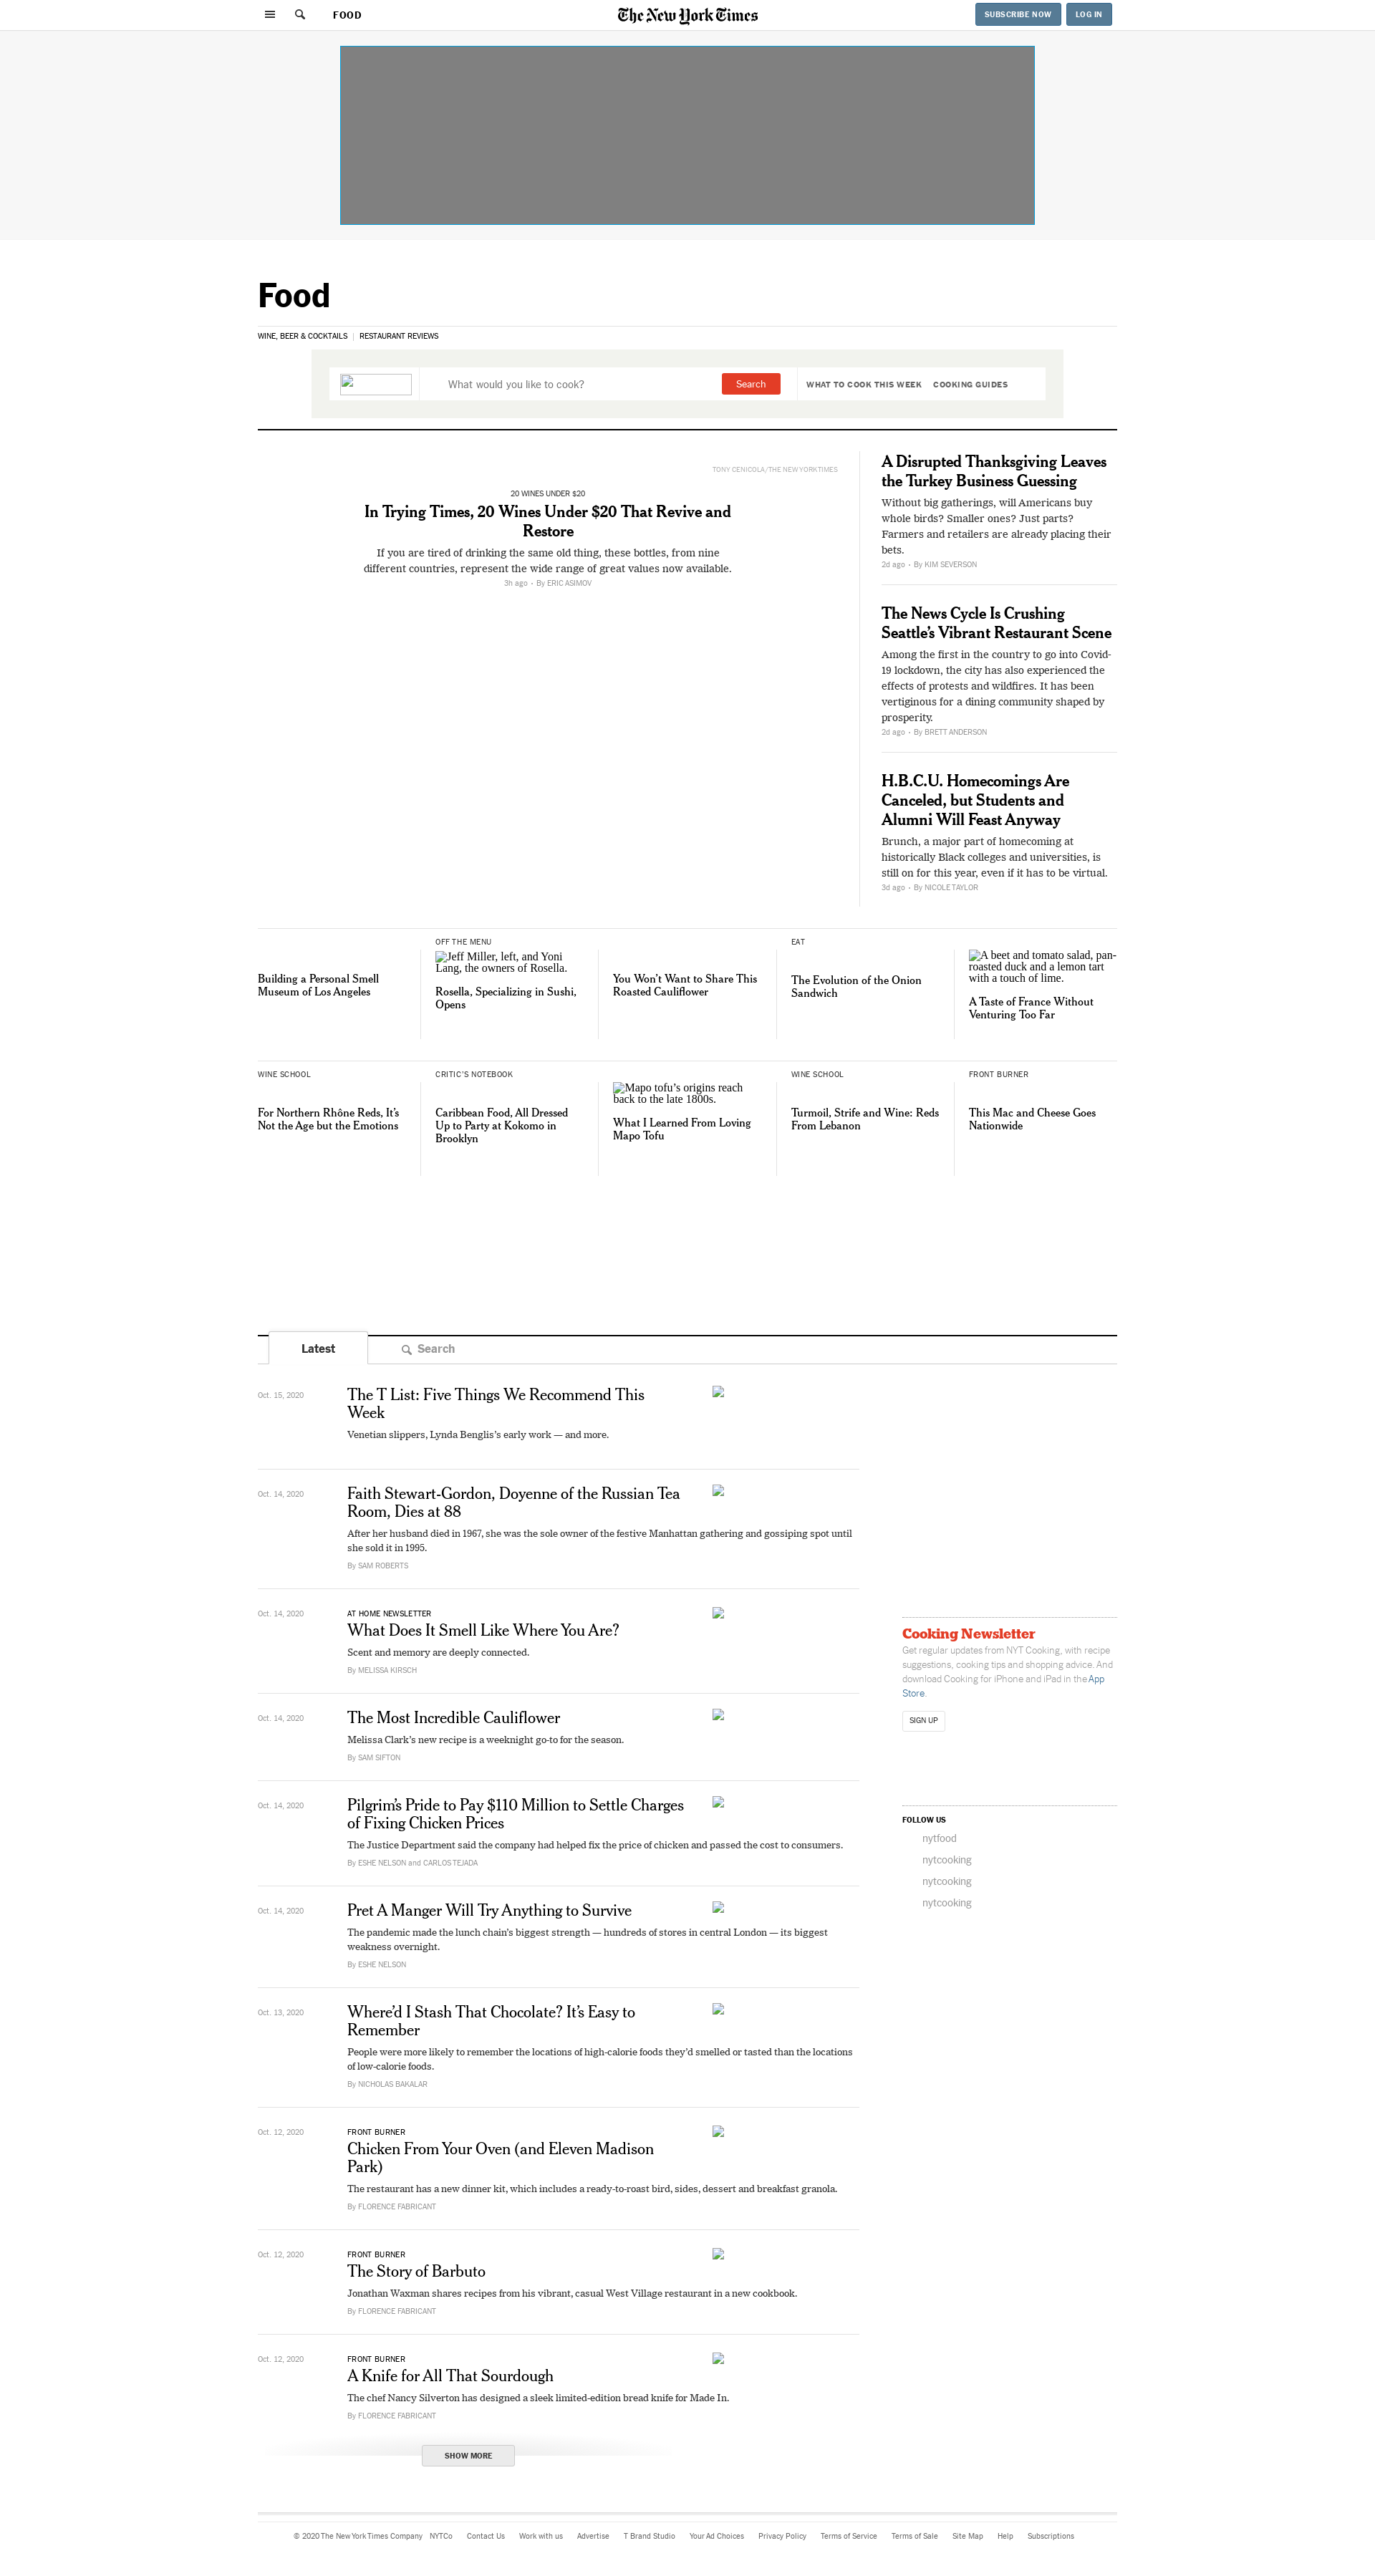 FOOD
The New York Times
SUBSCRIBE NOW
LOG IN
Food
WINE, BEER & COCKTAILS | RESTAURANT REVIEWS
What would you like to cook?
Search
WHAT TO COOK THIS WEEK
COOKING GUIDES
TONY CENICOLA/THE NEW YORK TIMES
20 WINES UNDER $20
In Trying Times, 20 Wines Under $20 That Revive and
Restore
If you are tired of drinking the same old thing, these bottles, from nine
different countries, represent the wide range of great values now available.
3h ago • By ERIC ASIMOV
A Disrupted Thanksgiving Leaves
the Turkey Business Guessing
Without big gatherings, will Americans buy
whole birds? Smaller ones? Just parts?
Farmers and retailers are already placing their
bets.
2d ago • By KIM SEVERSON
The News Cycle Is Crushing
Seattle’s Vibrant Restaurant Scene
Among the first in the country to go into Covid-
19 lockdown, the city has also experienced the
effects of protests and wildfires. It has been
vertiginous for a dining community shaped by
prosperity.
2d ago • By BRETT ANDERSON
H.B.C.U. Homecomings Are
Canceled, but Students and
Alumni Will Feast Anyway
Brunch, a major part of homecoming at
historically Black colleges and universities, is
still on for this year, even if it has to be virtual.
3d ago • By NICOLE TAYLOR
Building a Personal Smell
Museum of Los Angeles
OFF THE MENU
Jeff Miller, left, and Yoni
Lang, the owners of Rosella.
Rosella, Specializing in Sushi,
Opens
You Won’t Want to Share This
Roasted Cauliflower
EAT
The Evolution of the Onion
Sandwich
A beet and tomato salad, pan-
roasted duck and a lemon tart
with a touch of lime.
A Taste of France Without
Venturing Too Far
WINE SCHOOL
For Northern Rhône Reds, It’s
Not the Age but the Emotions
CRITIC’S NOTEBOOK
Caribbean Food, All Dressed
Up to Party at Kokomo in
Brooklyn
Mapo tofu’s origins reach
back to the late 1800s.
What I Learned From Loving
Mapo Tofu
WINE SCHOOL
Turmoil, Strife and Wine: Reds
From Lebanon
FRONT BURNER
This Mac and Cheese Goes
Nationwide
Latest
Search
Oct. 15, 2020
The T List: Five Things We Recommend This
Week
Venetian slippers, Lynda Benglis’s early work — and more.
Oct. 14, 2020
Faith Stewart-Gordon, Doyenne of the Russian Tea
Room, Dies at 88
After her husband died in 1967, she was the sole owner of the festive Manhattan gathering and gossiping spot until
she sold it in 1995.
By SAM ROBERTS
Oct. 14, 2020
AT HOME NEWSLETTER
What Does It Smell Like Where You Are?
Scent and memory are deeply connected.
By MELISSA KIRSCH
Oct. 14, 2020
The Most Incredible Cauliflower
Melissa Clark’s new recipe is a weeknight go-to for the season.
By SAM SIFTON
Oct. 14, 2020
Pilgrim’s Pride to Pay $110 Million to Settle Charges
of Fixing Chicken Prices
The Justice Department said the company had helped fix the price of chicken and passed the cost to consumers.
By ESHE NELSON and CARLOS TEJADA
Oct. 14, 2020
Pret A Manger Will Try Anything to Survive
The pandemic made the lunch chain’s biggest strength — hundreds of stores in central London — its biggest
weakness overnight.
By ESHE NELSON
Oct. 13, 2020
Where’d I Stash That Chocolate? It’s Easy to
Remember
People were more likely to remember the locations of high-calorie foods they’d smelled or tasted than the locations
of low-calorie foods.
By NICHOLAS BAKALAR
Oct. 12, 2020
FRONT BURNER
Chicken From Your Oven (and Eleven Madison
Park)
The restaurant has a new dinner kit, which includes a ready-to-roast bird, sides, dessert and breakfast granola.
By FLORENCE FABRICANT
Oct. 12, 2020
FRONT BURNER
The Story of Barbuto
Jonathan Waxman shares recipes from his vibrant, casual West Village restaurant in a new cookbook.
By FLORENCE FABRICANT
Oct. 12, 2020
FRONT BURNER
A Knife for All That Sourdough
The chef Nancy Silverton has designed a sleek limited-edition bread knife for Made In.
By FLORENCE FABRICANT
SHOW MORE
Cooking Newsletter
Get regular updates from NYT Cooking, with recipe
suggestions, cooking tips and shopping advice. And
download Cooking for iPhone and iPad in the App
Store.
SIGN UP
FOLLOW US
nytfood
nytcooking
nytcooking
nytcooking
© 2020 The New York Times Company NYTCo Contact Us Work with us Advertise T Brand Studio Your Ad Choices Privacy Policy Terms of Service Terms of Sale Site Map Help Subscriptions